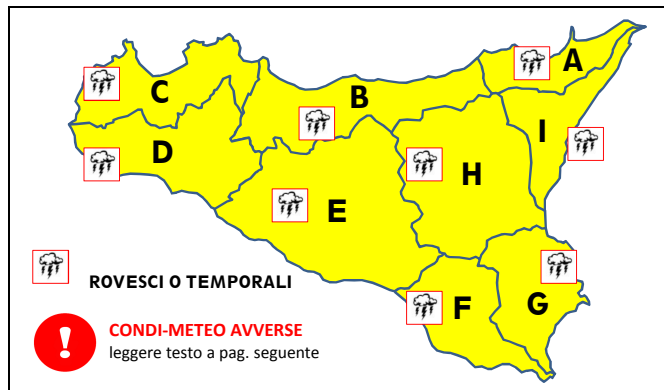 A
C
B
I
D
H
E
G
F
ROVESCI O TEMPORALI
! CONDI-METEO AVVERSE
leggere testo a pag. seguente